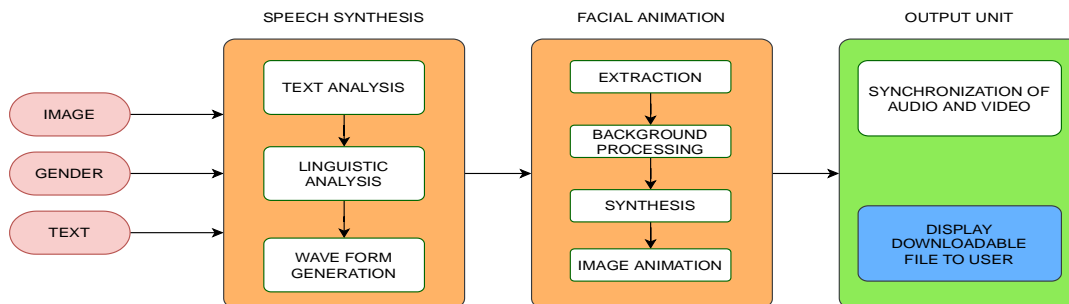 SPEECH SYNTHESIS
FACIAL ANIMATION
OUTPUT UNIT
IMAGE
GENDER
TEXT
TEXT ANALYSIS
LINGUISTIC
ANALYSIS
WAVE FORM
GENERATION
EXTRACTION
BACKGROUND
PROCESSING
SYNTHESIS
IMAGE ANIMATION
SYNCHRONIZATION OF
AUDIO AND VIDEO
DISPLAY
DOWNLOADABLE
FILE TO USER